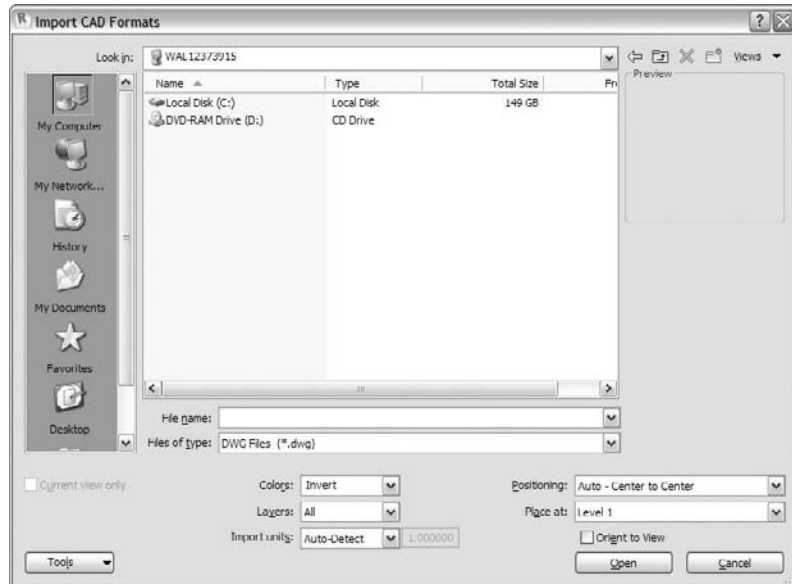 Import CAD Formats
Look in: WAL12373915
Views
Name Type Total Size Fr
Preview
Local Disk (C:) Local Disk 149 GB
DVD-RAM Drive (D:) CD Drive
My Computer
My Network...
History
My Documents
Favorites
Desktop
File name:
Files of type: DWG Files (*.dwg)
Current view only
Colors: Invert
Positioning: Auto - Center to Center
Layers: All
Place at: Level 1
Import units: Auto-Detect 1.000000
Orient to View
Tools
Open
Cancel